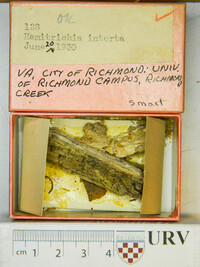 OK
128
Hemitrichia intorta
June 20 1930
VA, CITY OF RICHMOND: UNIV.
OF RICHMOND CAMPUS, RICHMOND
CREEK
Smart
cm 1 2 3 4
URV